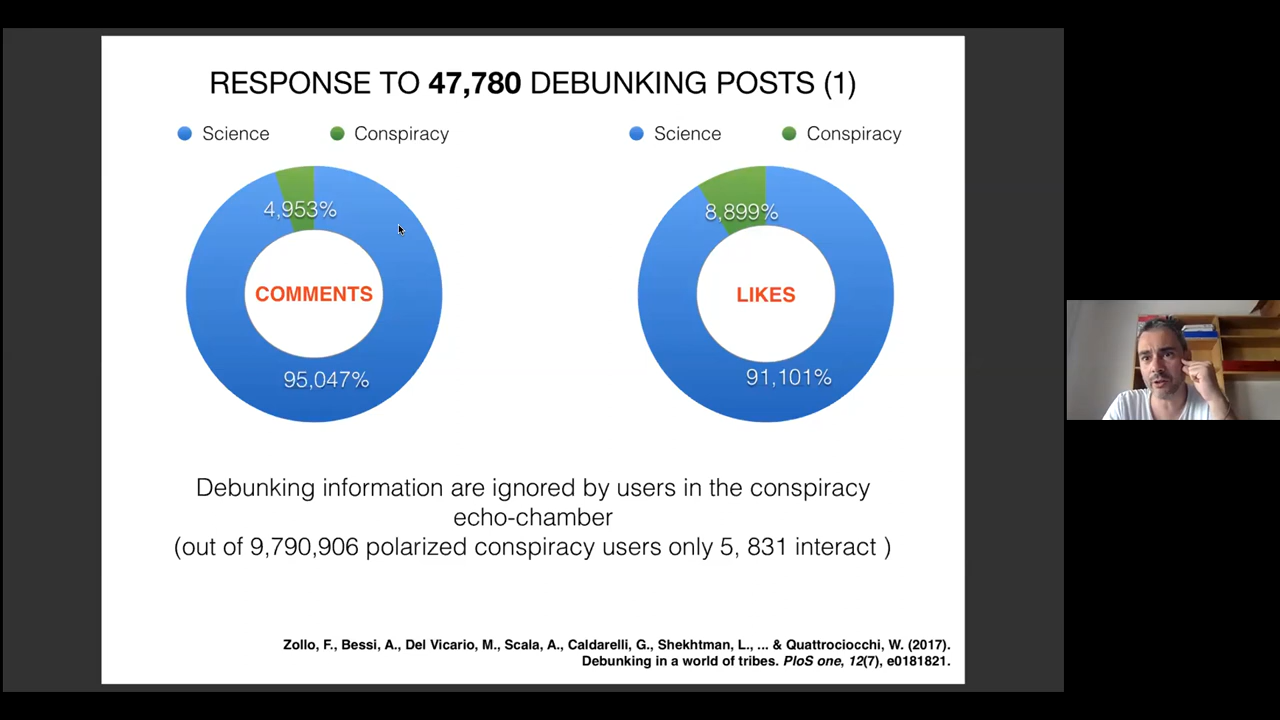 RESPONSE TO 47,780 DEBUNKING POSTS (1)
Science Conspiracy
4,953%
COMMENTS
95,047%
Science Conspiracy
8,899%
LIKES
91,101%
Debunking information are ignored by users in the conspiracy
echo-chamber
(out of 9,790,906 polarized conspiracy users only 5, 831 interact )
Zollo, F., Bessi, A., Del Vicario, M., Scala, A., Caldarelli, G., Shekhtman, L., ... & Quattrociocchi, W. (2017).
Debunking in a world of tribes. PloS one, 12(7), e0181821.